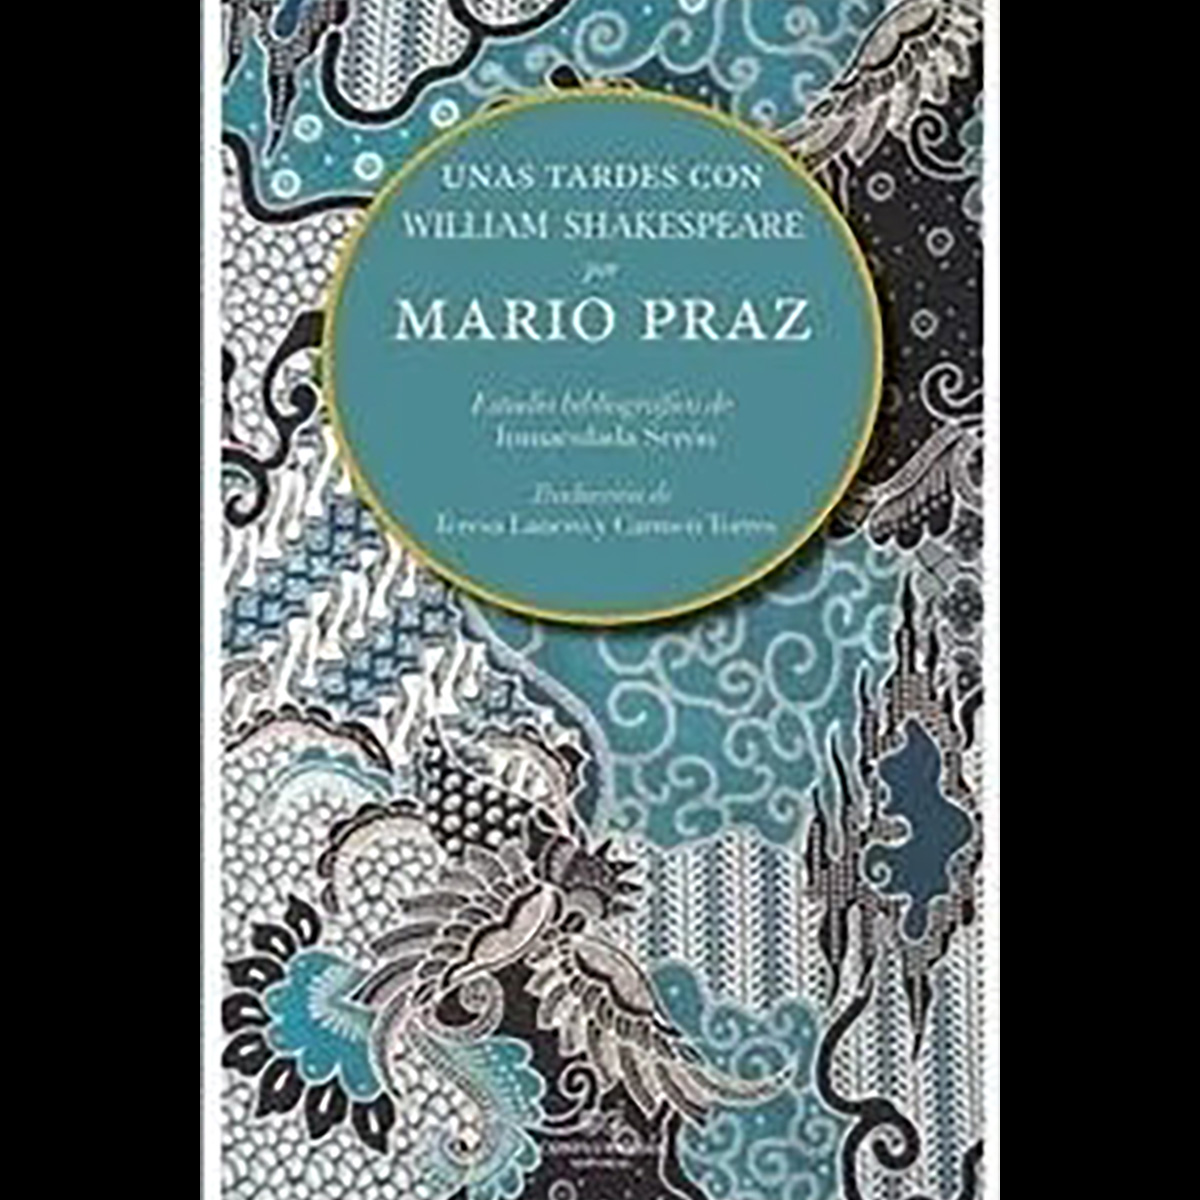 UNAS TARDES CON
WILLIAM SHAKESPEARE
por
MARIO PRAZ
Estudio bibliográfico de
Inmaculada Serón
Traducción de
Teresa Lanero y Carmen Torres